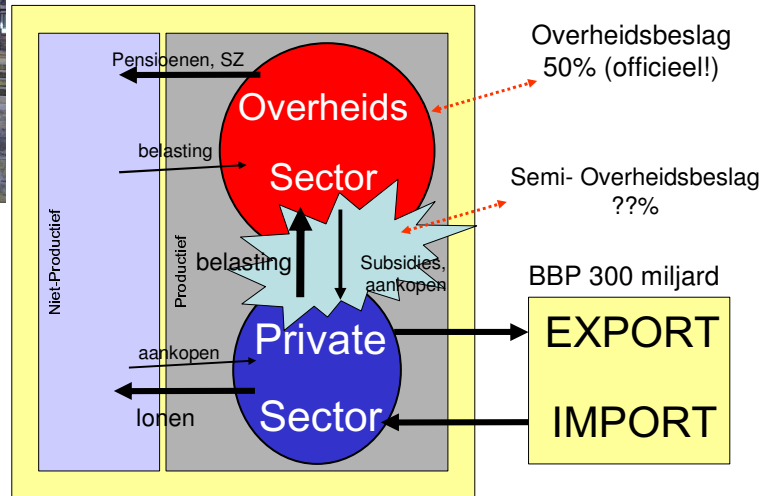 Overheidsbeslag
50% (officieel!)
Pensioenen, SZ
Overheids
Sector
belasting
Semi- Overheidsbeslag
??%
Niet-Productief
Productief
belasting
Subsidies,
aankopen
BBP 300 miljard
Private
Sector
aankopen
lonen
EXPORT
IMPORT